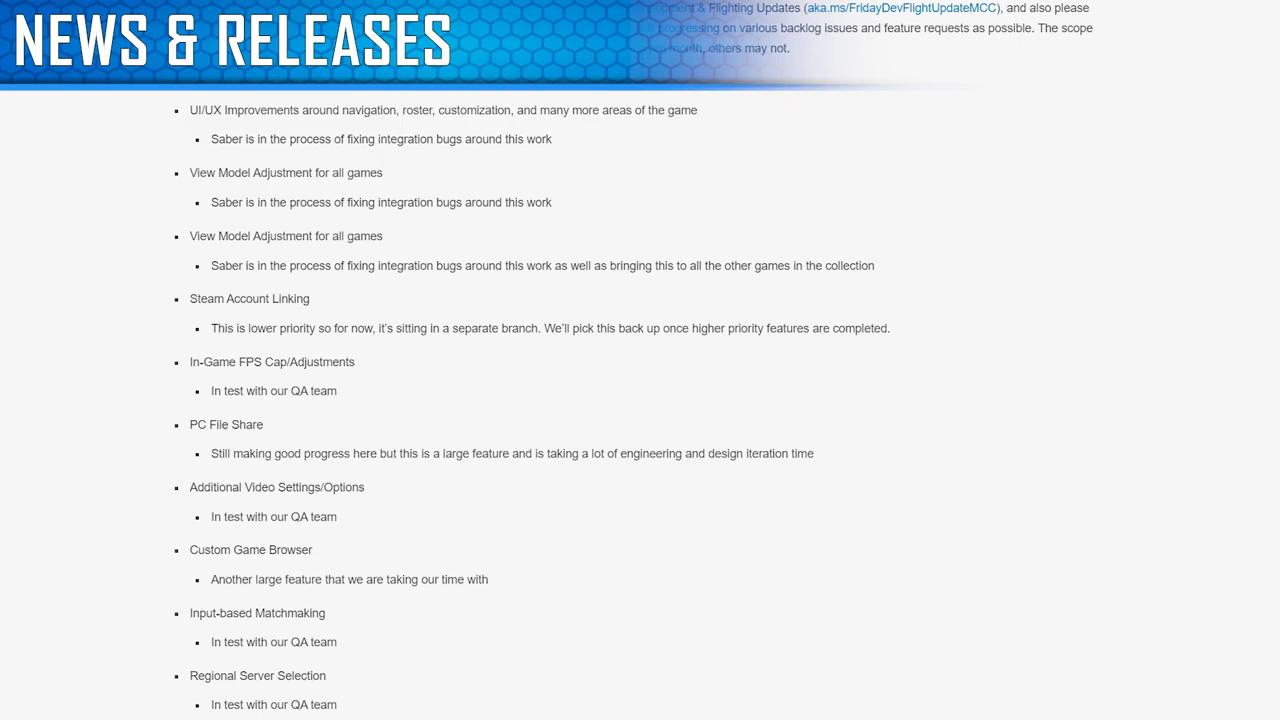 NEWS & RELEASES
& Flighting Updates (aka.ms/FridayDevFlightUpdateMCC), and also please
progressing on various backlog issues and feature requests as possible. The scope
month, others may not.
UI/UX Improvements around navigation, roster, customization, and many more areas of the game
Saber is in the process of fixing integration bugs around this work
View Model Adjustment for all games
Saber is in the process of fixing integration bugs around this work
View Model Adjustment for all games
Saber is in the process of fixing integration bugs around this work as well as bringing this to all the other games in the collection
Steam Account Linking
This is lower priority so for now, it's sitting in a separate branch. We'll pick this back up once higher priority features are completed.
In-Game FPS Cap/Adjustments
In test with our QA team
PC File Share
Still making good progress here but this is a large feature and is taking a lot of engineering and design iteration time
Additional Video Settings/Options
In test with our QA team
Custom Game Browser
Another large feature that we are taking our time with
Input-based Matchmaking
In test with our QA team
Regional Server Selection
In test with our QA team